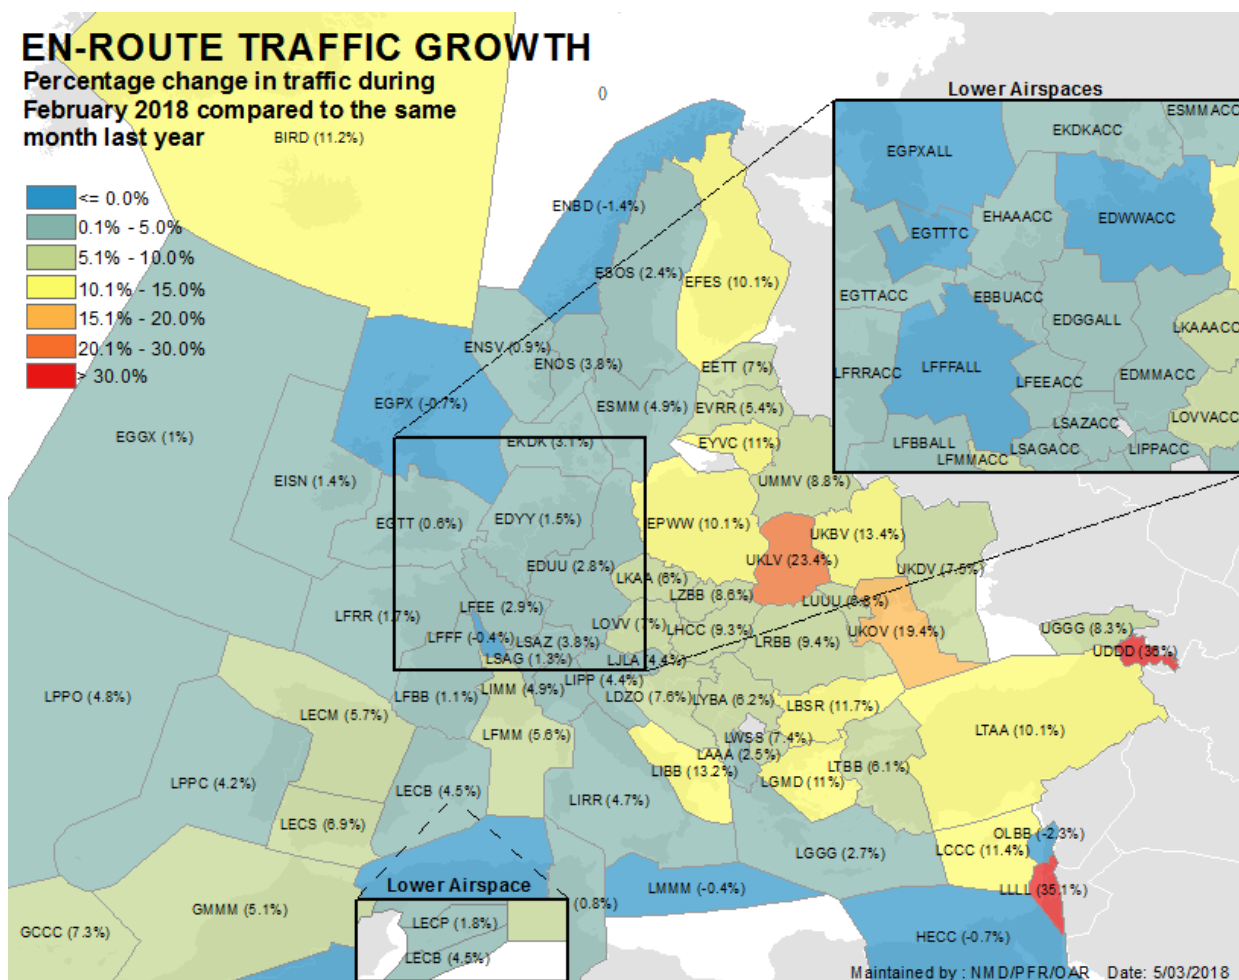 EN-ROUTE TRAFFIC GROWTH
Percentage change in traffic during
February 2018 compared to the same
month last year
BIRD (11.2%)
0
<= 0.0%
0.1% - 5.0%
5.1% - 10.0%
10.1% - 15.0%
15.1% - 20.0%
20.1% - 30.0%
> 30.0%
Lower Airspaces
ESMMACC
EKDKACC
EGPXALL
EHAAACC
EDWWACC
EGTTTC
EGTTACC
EBBUACC
EDGGALL
LKAAACC
LFRRACC
LFFFALL
LFEEACC
EDMMACC
LSAZACC
LOVVACC
LFBBALL
LSAGACC
LIPPACC
LFMMACC
ENBD (-1.4%)
ESOS (2.4%)
EFES (10.1%)
ENSV (0.9%)
ENOS (3.8%)
EETT (7%)
EGPX (-0.7%)
ESMM (4.9%)
EVRR (5.4%)
EGGX (1%)
EKDK (3.1%)
EYVC (11%)
EISN (1.4%)
UMMV (8.8%)
EGTT (0.6%)
EDYY (1.5%)
EPWW (10.1%)
UKBV (13.4%)
EDUU (2.8%)
UKLV (23.4%)
UKDV (7.5%)
LKAA (6%)
LZBB (8.6%)
LUUU (6.8%)
LFEE (2.9%)
LFRR (1.7%)
LOVV (7%)
LHCC (9.3%)
UKOV (19.4%)
UGGG (8.3%)
LFFF (-0.4%)
LSAZ (3.8%)
LRBB (9.4%)
UDDD (36%)
LSAG (1.3%)
LJLA (4.4%)
LIPP (4.4%)
LPPO (4.8%)
LFBB (1.1%)
LIMM (4.9%)
LDZO (7.6%)
LYBA (6.2%)
LBSR (11.7%)
LECM (5.7%)
LFMM (5.6%)
LWSS (7.4%)
LTAA (10.1%)
LAAA (2.5%)
LPPC (4.2%)
LIBB (13.2%)
LGMD (11%)
LTBB (6.1%)
LECB (4.5%)
LIRR (4.7%)
LECS (6.9%)
OLBB (-2.3%)
LGGG (2.7%)
LCCC (11.4%)
Lower Airspace
LMMM (-0.4%)
LLLL (35.1%)
(0.8%)
GMMM (5.1%)
LECP (1.8%)
GCCC (7.3%)
HECC (-0.7%)
LECB (4.5%)
Maintained by : NMD/PFR/OAR Date: 5/03/2018